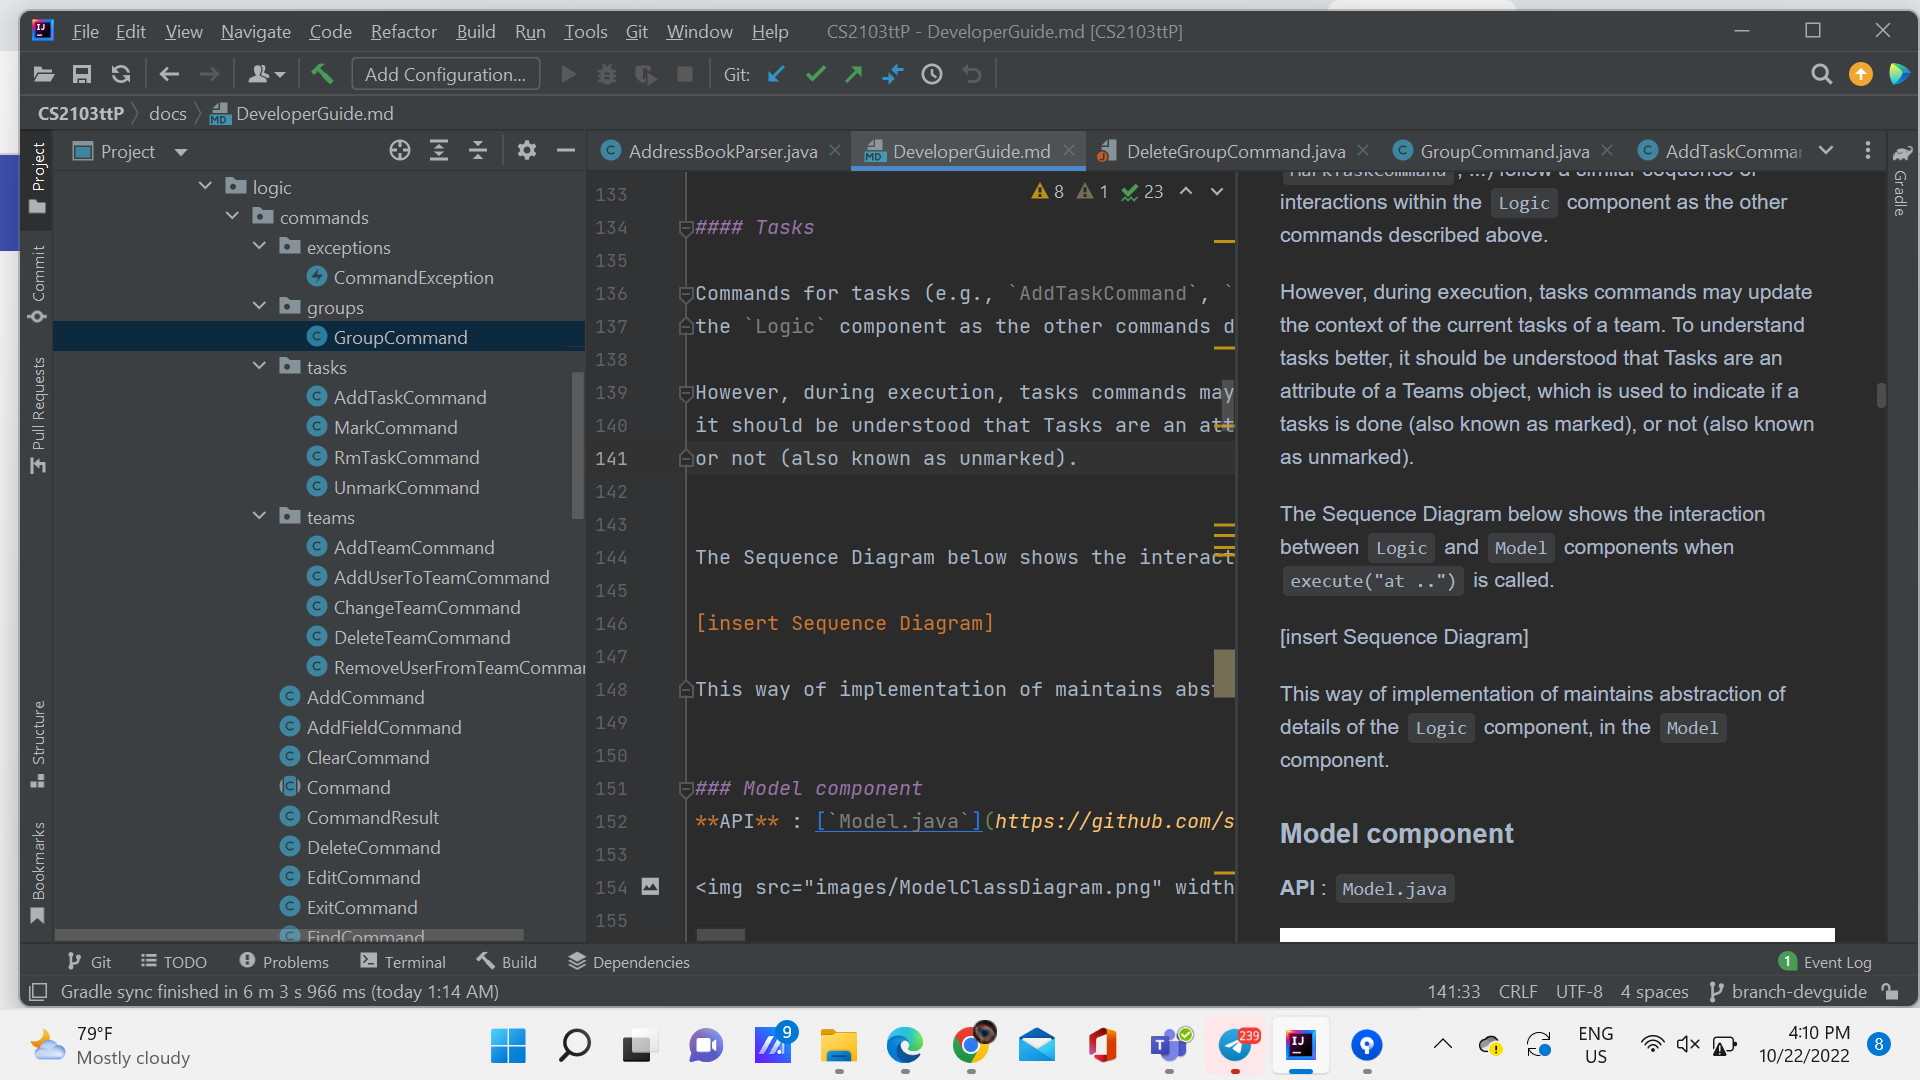 File Edit View Navigate Code Refactor Build Run Tools Git Window Help CS2103ttP - DeveloperGuide.md [CS2103ttP]
Add Configuration... Git:
CS2103ttP docs DeveloperGuide.md
Project
AddressBookParser.java DeveloperGuide.md DeleteGroupCommand.java GroupCommand.java AddTaskComma
Project
Commit
Pull Requests
Structure
Bookmarks
Gradle
logic
commands
exceptions
CommandException
groups
GroupCommand
tasks
AddTaskCommand
MarkCommand
RmTaskCommand
UnmarkCommand
teams
AddTeamCommand
AddUserToTeamCommand
ChangeTeamCommand
DeleteTeamCommand
RemoveUserFromTeamComman
AddCommand
AddFieldCommand
ClearCommand
Command
CommandResult
DeleteCommand
EditCommand
ExitCommand
FindCommand
8 1 23
133
134 #### Tasks
135
136 Commands for tasks (e.g., `AddTaskCommand`, `
137 the `Logic` component as the other commands d
138
139 However, during execution, tasks commands may
140 it should be understood that Tasks are an att
141 or not (also known as unmarked).
142
143
144 The Sequence Diagram below shows the interact
145
146 [insert Sequence Diagram]
147
148 This way of implementation of maintains abs
149
150
151 ### Model component
152 **API** : [`Model.java`](https://github.com/s
153
154 <img src="images/ModelClassDiagram.png" width
155
MarkTaskCommand , ...) follow a similar sequence of
interactions within the Logic component as the other
commands described above.
However, during execution, tasks commands may update
the context of the current tasks of a team. To understand
tasks better, it should be understood that Tasks are an
attribute of a Teams object, which is used to indicate if a
tasks is done (also known as marked), or not (also known
as unmarked).
The Sequence Diagram below shows the interaction
between Logic and Model components when
execute("at ..") is called.
[insert Sequence Diagram]
This way of implementation of maintains abstraction of
details of the Logic component, in the Model
component.
Model component
API : Model.java
Git TODO Problems Terminal Build Dependencies 1 Event Log
Gradle sync finished in 6 m 3 s 966 ms (today 1:14 AM) 141:33 CRLF UTF-8 4 spaces branch-devguide
79°F
Mostly cloudy
9
239
ENG
US
4:10 PM
10/22/2022
8